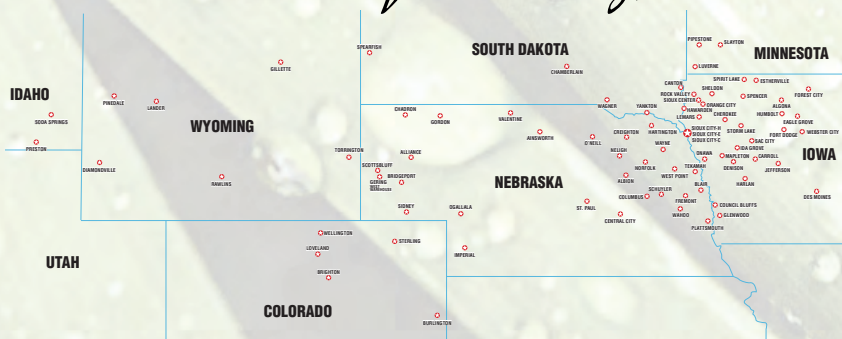 SOUTH DAKOTA
MINNESOTA
IDAHO
WYOMING
NEBRASKA
IOWA
UTAH
COLORADO
PIPESTONE
SLAYTON
SPEARFISH
GILLETTE
CHAMBERLAIN
LUVERNE
CANTON
SPIRIT LAKE
ESTHERVILLE
ROCK VALLEY
SHELDON
SIOUX CENTER
SPENCER
FOREST CITY
PINEDALE
LANDER
SODA SPRINGS
CHADRON
GORDON
VALENTINE
WAGNER
YANKTON
HAWARDEN
ORANGE CITY
ALGONA
LEMARS
CHEROKEE
HUMBOLT
EAGLE GROVE
HARTINGTON
SIOUX CITY-H
SIOUX CITY-E
SIOUX CITY-C
STORM LAKE
FORT DODGE
WEBSTER CITY
AINSWORTH
O'NEILL
CREIGHTON
SAC CITY
PRESTON
TORRINGTON
ALLIANCE
NELIGH
WAYNE
IDA GROVE
ONAWA
MAPLETON
CARROLL
DIAMONDVILLE
SCOTTSBLUFF
NORFOLK
TEKAMAH
DENISON
JEFFERSON
RAWLINS
BRIDGEPORT
GERING
WEST
WAREHOUSE
ALBION
WEST POINT
HARLAN
SCHUYLER
BLAIR
DES MOINES
COLUMBUS
FREMONT
ST. PAUL
COUNCIL BLUFFS
SIDNEY
OGALLALA
CENTRAL CITY
WAHOO
GLENWOOD
PLATTSMOUTH
WELLINGTON
STERLING
LOVELAND
IMPERIAL
BRIGHTON
BURLINGTON